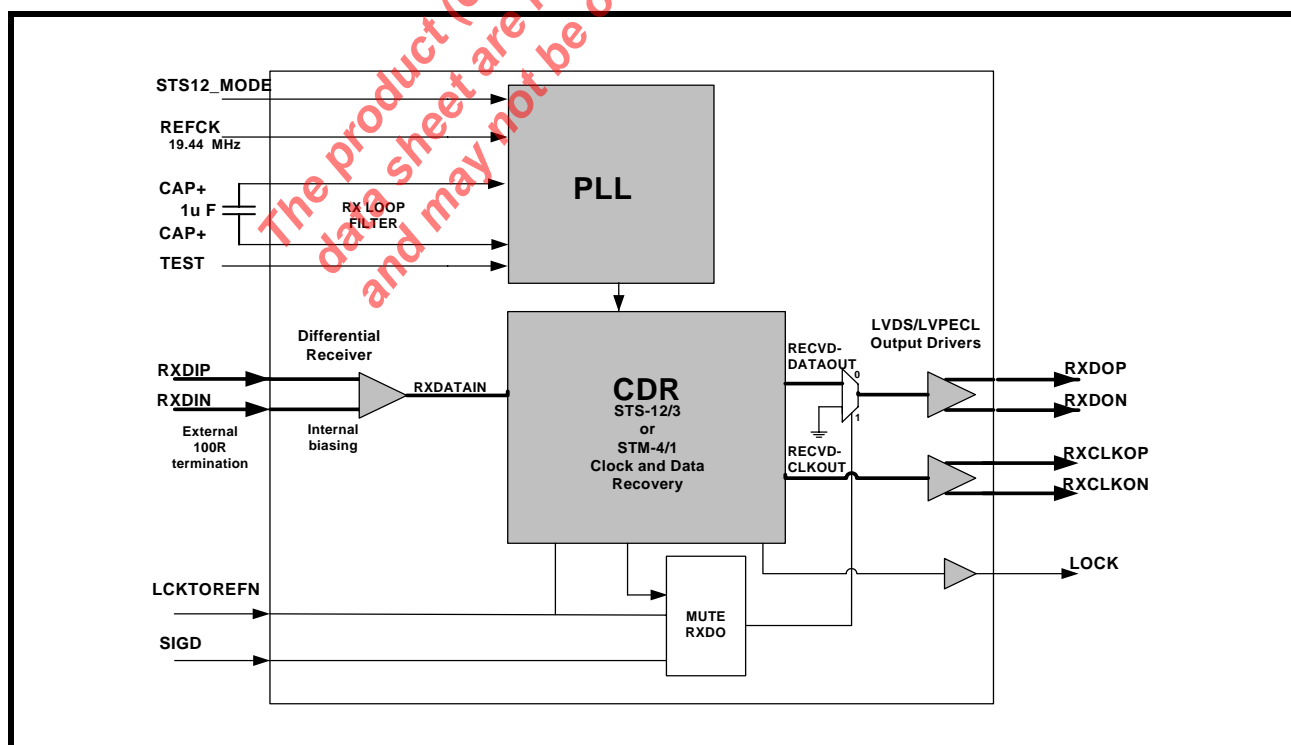 The product (
data sheet are
and may not be o
STS12_MODE
REFCK
19.44 MHz
CAP+
1u F
CAP+
RX LOOP
FILTER
TEST
PLL
Differential
Receiver
RXDIP
RXDIN
RXDATAIN
External
100R
termination
Internal
biasing
CDR
STS-12/3
or
STM-4/1
Clock and Data
Recovery
RECVD-
DATAOUT
0
1
RECVD-
CLKOUT
LVDS/LVPECL
Output Drivers
RXDOP
RXDON
RXCLKOP
RXCLKON
LOCK
LCKTOREFN
SIGD
MUTE
RXDO